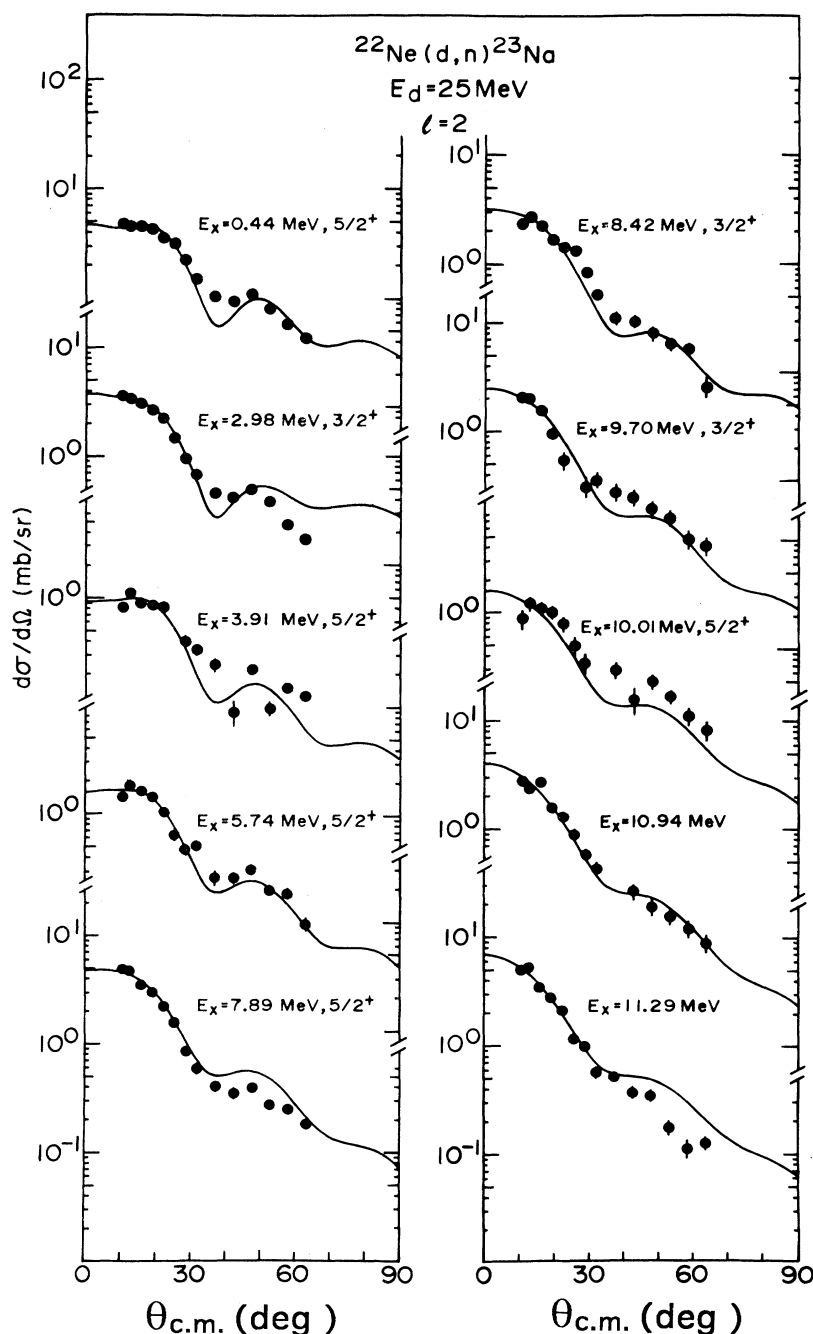 ²²Ne(d,n)²³Na
E_d=25MeV
ℓ=2
10²
10¹
E_x=0.44 MeV, 5/2⁺
10¹
E_x=2.98 MeV, 3/2⁺
10⁰
10⁰
E_x=3.91 MeV, 5/2⁺
10⁰
E_x=5.74 MeV, 5/2⁺
10¹
E_x=7.89 MeV, 5/2⁺
10⁰
10⁻¹
dσ/dΩ (mb/sr)
0 30 60 90
θc.m. (deg)
10¹
E_x=8.42 MeV, 3/2⁺
10⁰
10¹
E_x=9.70 MeV, 3/2⁺
10⁰
10⁰
E_x=10.01 MeV, 5/2⁺
10¹
E_x=10.94 MeV
10⁰
10¹
E_x=11.29 MeV
10⁰
10⁻¹
0 30 60 90
θc.m. (deg)